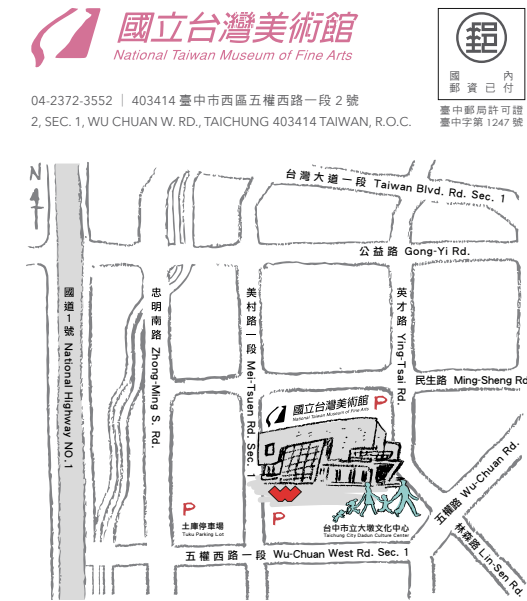 國立台灣美術館
National Taiwan Museum of Fine Arts
郵
國 內
郵資已付
臺中郵局許可證
臺中字第 1247 號
04-2372-3552 │ 403414 臺中市西區五權西路一段 2 號
2, SEC. 1, WU CHUAN W. RD., TAICHUNG 403414 TAIWAN, R.O.C.
N
台灣大道一段 Taiwan Blvd. Rd. Sec. 1
公益路 Gong-Yi Rd.
國道1號 National Highway NO.1
忠明南路 Zhong-Ming S. Rd.
美村路一段 Mei-Tsuen Rd. Sec. 1
英才路 Ying-Tsai Rd.
民生路 Ming-Sheng Rd
國立台灣美術館
National Taiwan Museum of Fine Arts
P
五權路 Wu-Chuan Rd.
P
土庫停車場
Tuku Parking Lot
P
台中市立大墩文化中心
Taichung City Dadun Culture Center
林森路 Lin-Sen Rd.
五權西路一段 Wu-Chuan West Rd. Sec. 1